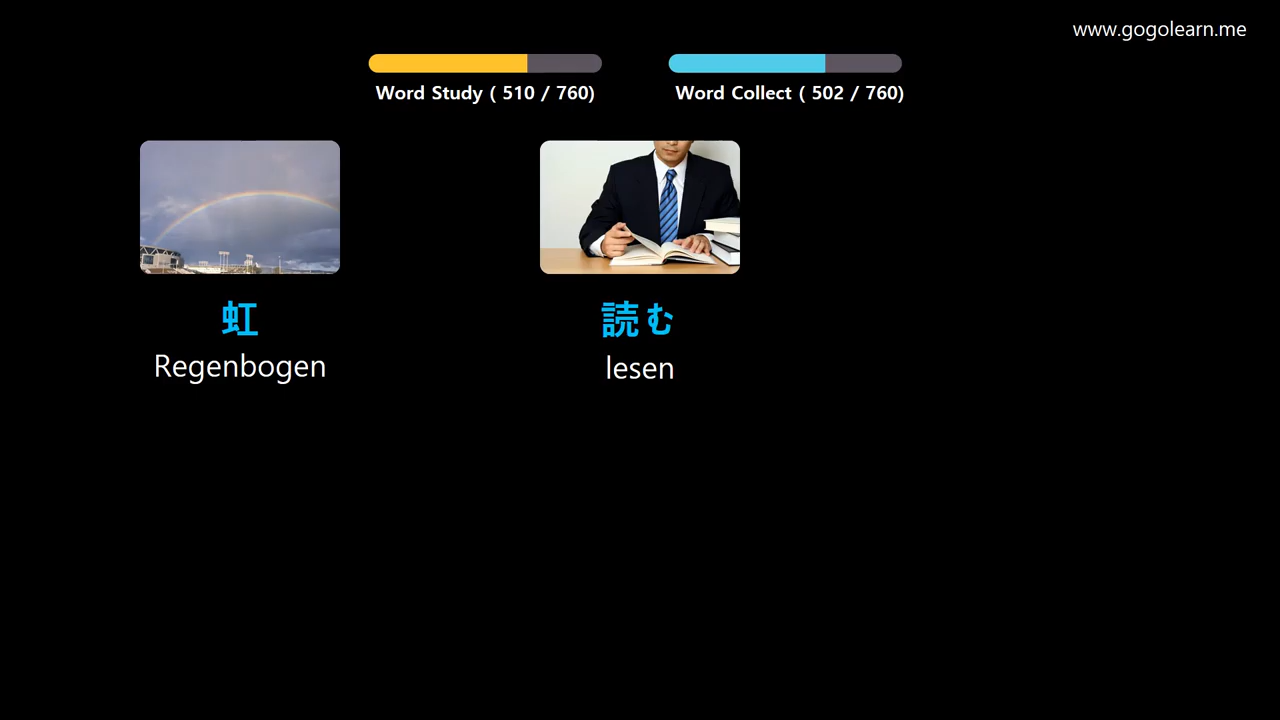 www.gogolearn.me
Word Study ( 510 / 760)
Word Collect ( 502 / 760)
虹
Regenbogen
読む
lesen